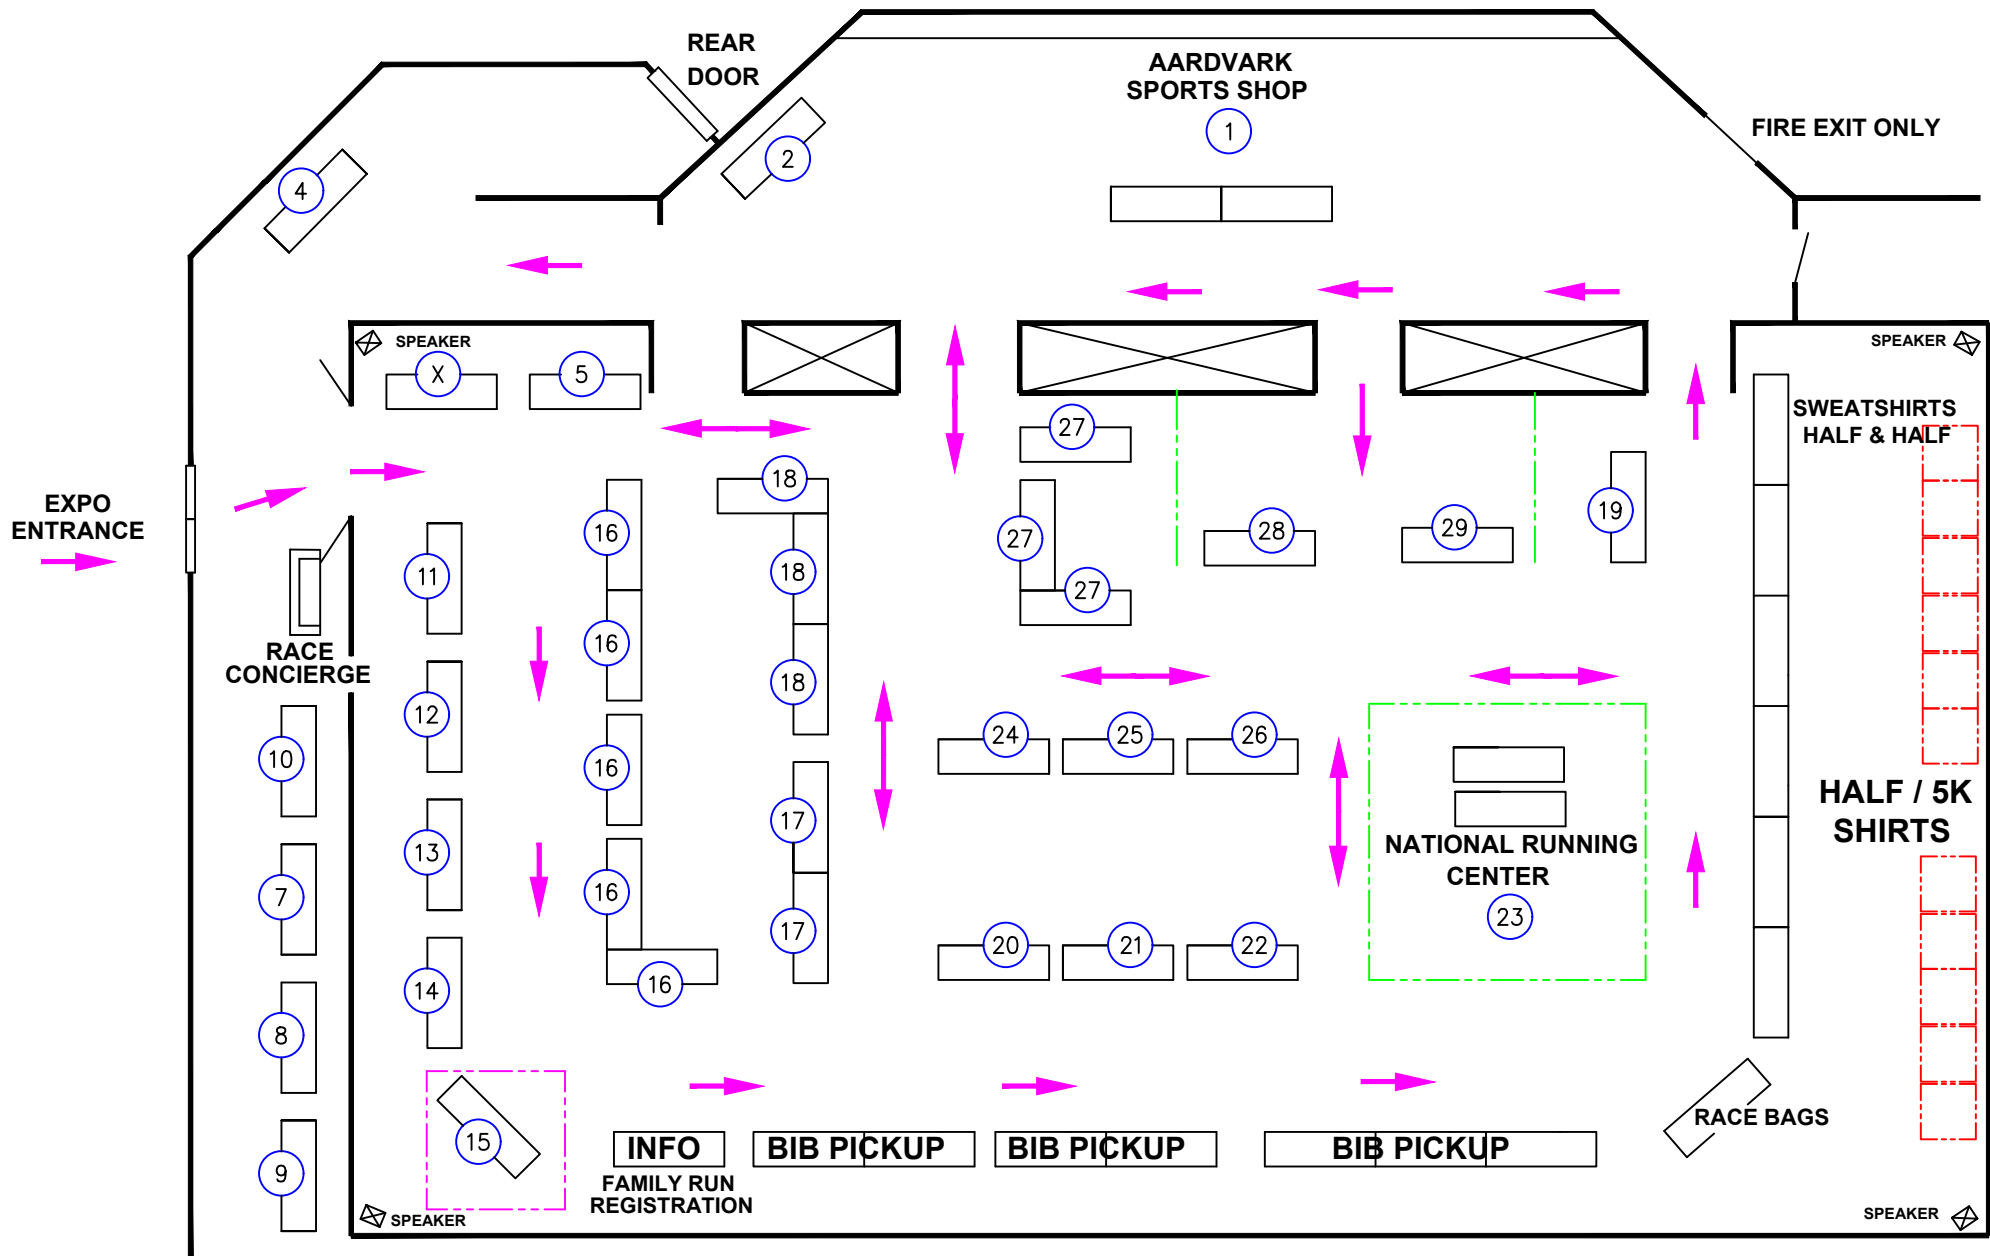 REAR
DOOR
AARDVARK
SPORTS SHOP
1
FIRE EXIT ONLY
2
4
SPEAKER
X
5
SPEAKER
SWEATSHIRTS
HALF & HALF
27
18
19
EXPO
ENTRANCE
16
27
28
29
11
18
27
RACE
CONCIERGE
16
18
12
24
25
26
10
16
17
HALF / 5K
SHIRTS
13
NATIONAL RUNNING
CENTER
23
7
16
17
20
21
22
14
16
8
15
INFO
BIB PICKUP
BIB PICKUP
BIB PICKUP
RACE BAGS
9
FAMILY RUN
REGISTRATION
SPEAKER
SPEAKER